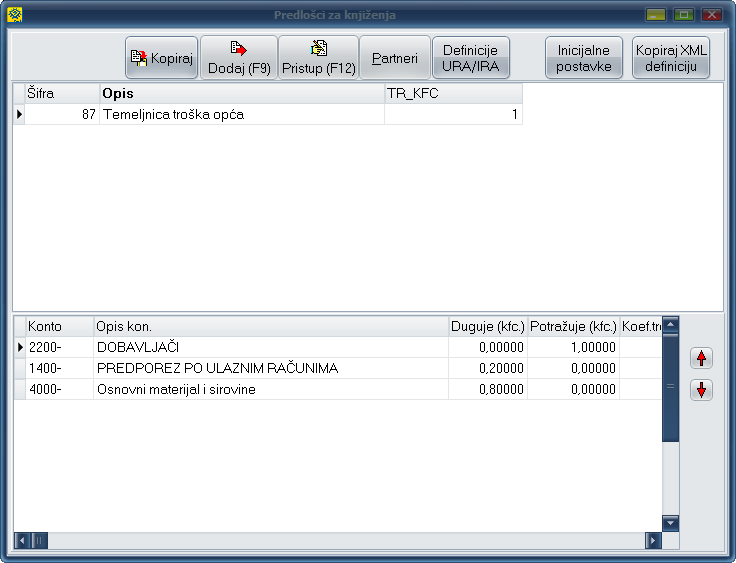 Predlošci za knjiženja
Kopiraj
Dodaj (F9)
Pristup (F12)
Partneri
Definicije
URA/IRA
Inicijalne
postavke
Kopiraj XML
definiciju
Šifra Opis TR_KFC
87 Temeljnica troška opća 1
Konto Opis kon. Duguje (kfc.) Potražuje (kfc.) Koef.tr
2200- DOBAVLJAČI 0,00000 1,00000
1400- PREDPOREZ PO ULAZNIM RAČUNIMA 0,20000 0,00000
4000- Osnovni materijal i sirovine 0,80000 0,00000